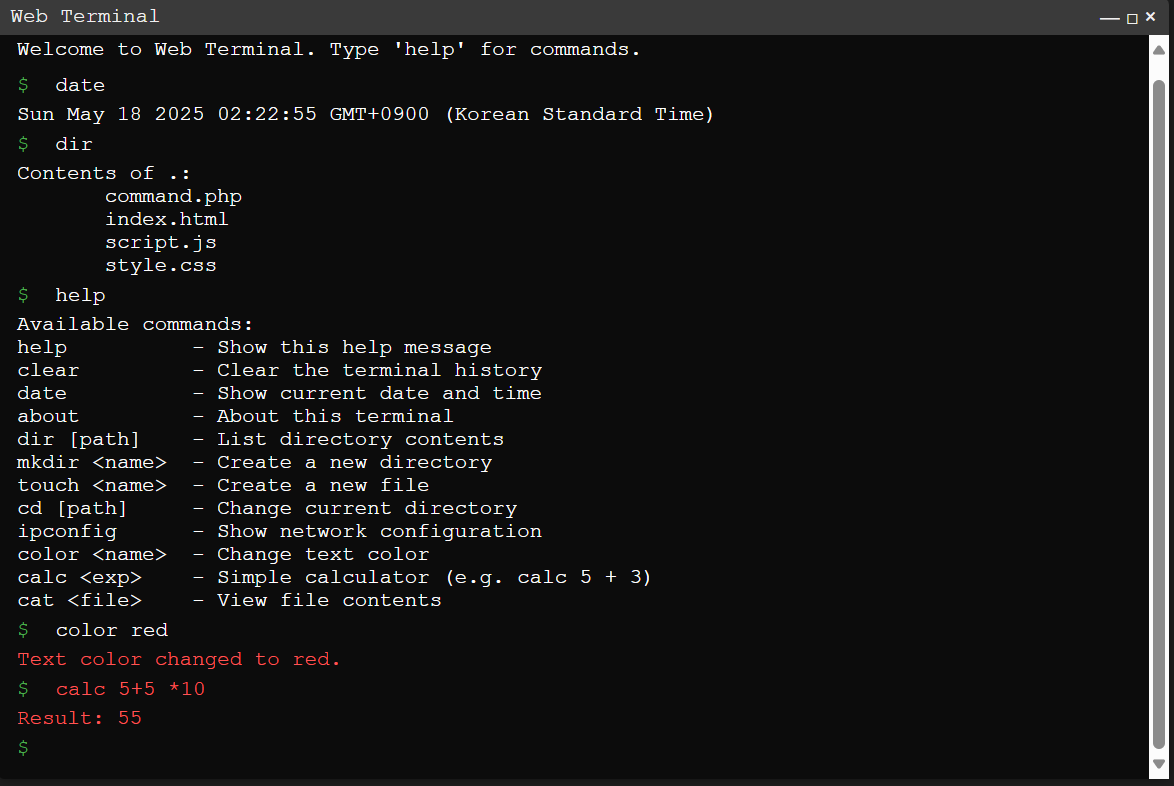 Web Terminal
Welcome to Web Terminal. Type 'help' for commands.
$ date
Sun May 18 2025 02:22:55 GMT+0900 (Korean Standard Time)
$ dir
Contents of .:
command.php
index.html
script.js
style.css
$ help
Available commands:
help - Show this help message
clear - Clear the terminal history
date - Show current date and time
about - About this terminal
dir [path] - List directory contents
mkdir <name> - Create a new directory
touch <name> - Create a new file
cd [path] - Change current directory
ipconfig - Show network configuration
color <name> - Change text color
calc <exp> - Simple calculator (e.g. calc 5 + 3)
cat <file> - View file contents
$ color red
Text color changed to red.
$ calc 5+5 *10
Result: 55
$